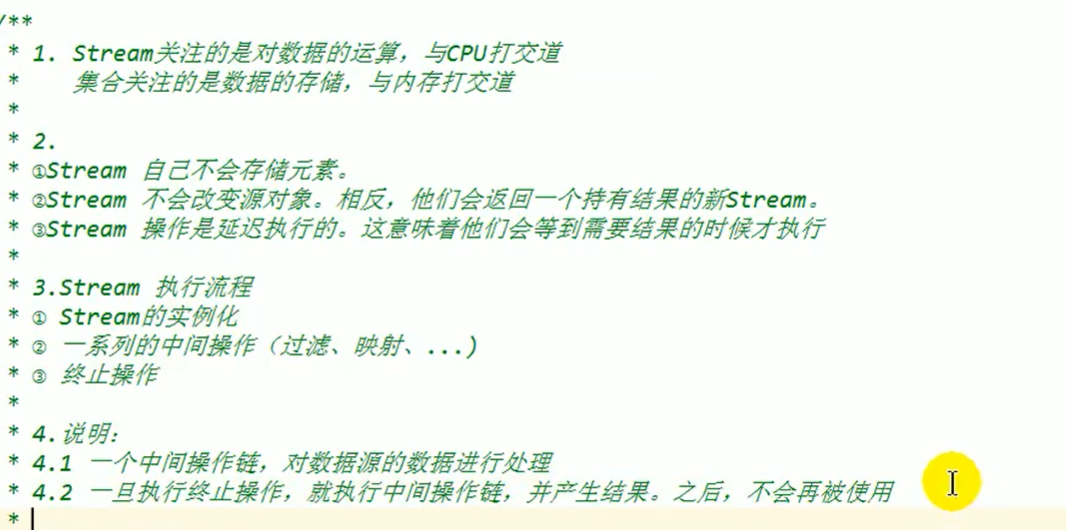 /**
* 1. Stream关注的是对数据的运算，与CPU打交道
*    集合关注的是数据的存储，与内存打交道
*
* 2.
* ①Stream 自己不会存储元素。
* ②Stream 不会改变源对象。相反，他们会返回一个持有结果的新Stream。
* ③Stream 操作是延迟执行的。这意味着他们会等到需要结果的时候才执行
*
* 3.Stream 执行流程
* ① Stream的实例化
* ② 一系列的中间操作（过滤、映射、...)
* ③ 终止操作
*
* 4.说明：
* 4.1 一个中间操作链，对数据源的数据进行处理
* 4.2 一旦执行终止操作，就执行中间操作链，并产生结果。之后，不会再被使用
*